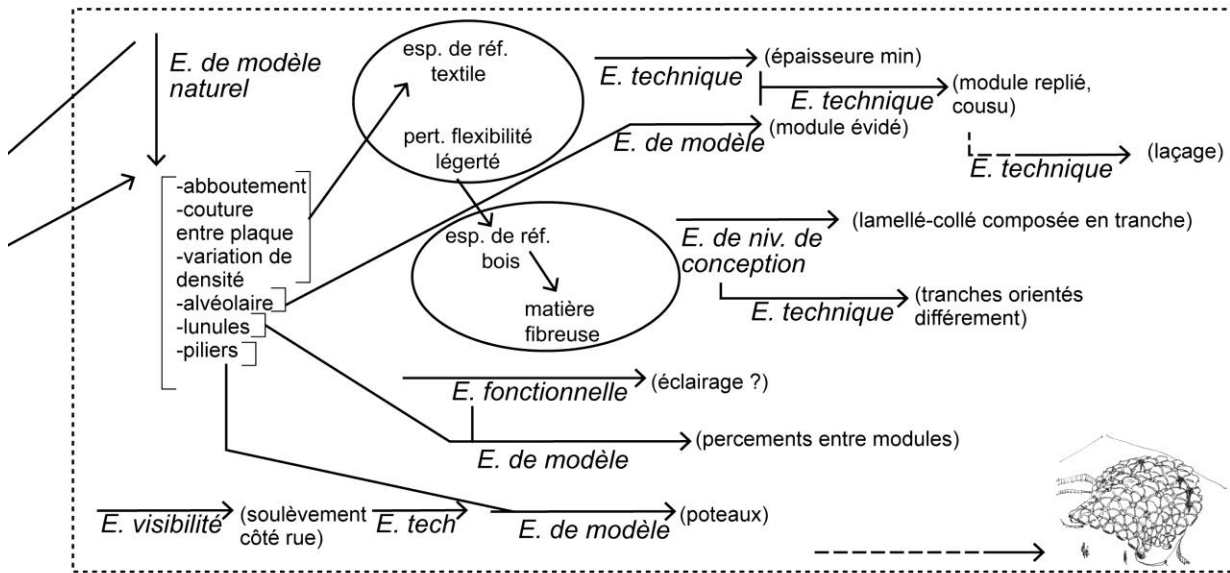 E. de modèle
naturel
-abboutement
-couture
entre plaque
-variation de
densité
-alvéolaire
-lunules
-piliers
esp. de réf.
textile
pert. flexibilité
légerté
esp. de réf.
bois
matière
fibreuse
E. technique
(épaisseure min)
E. technique
(module replié,
cousu)
E. de modèle
(module évidé)
E. technique
(laçage)
E. de niv. de
conception
(lamellé-collé composée en tranche)
E. technique
(tranches orientés
différement)
E. fonctionnelle
(éclairage ?)
E. de modèle
(percements entre modules)
E. visibilité
(soulèvement
côté rue)
E. tech
E. de modèle
(poteaux)